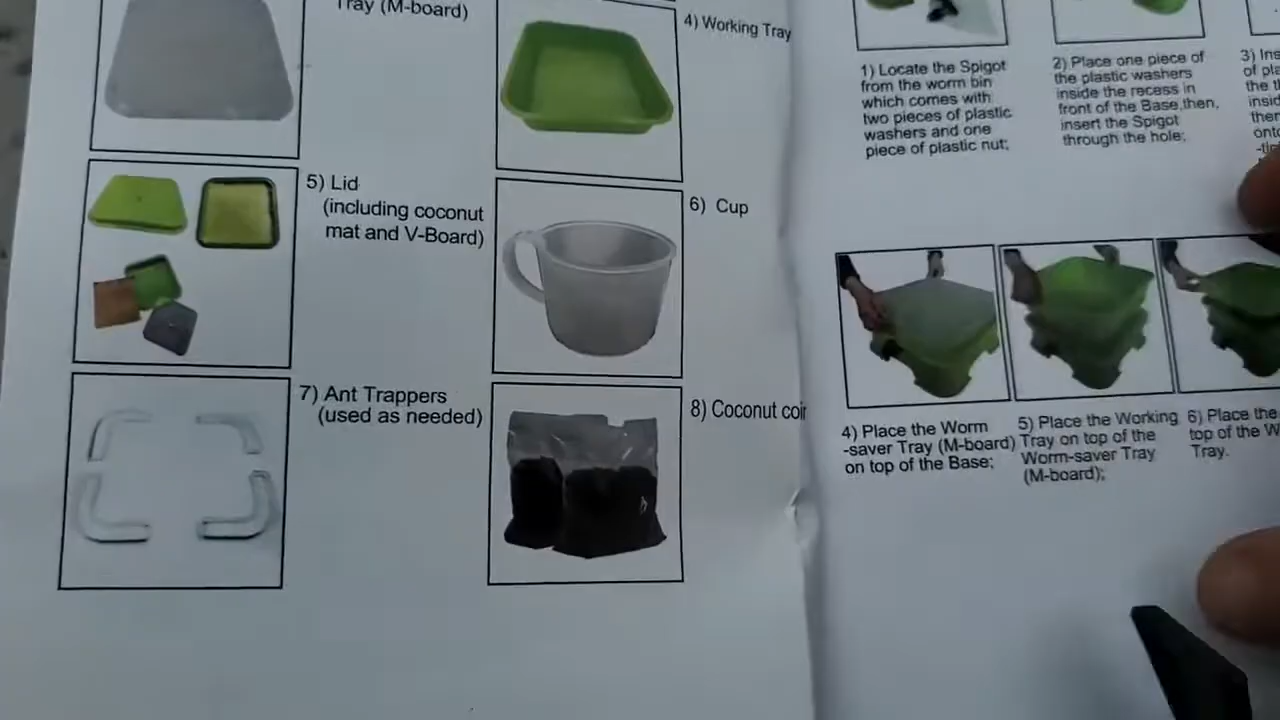 Tray (M-board)
4) Working Tray
5) Lid
(including coconut
mat and V-Board)
6) Cup
7) Ant Trappers
(used as needed)
8) Coconut coir
1) Locate the Spigot
from the worm bin
which comes with
two pieces of plastic
washers and one
piece of plastic nut;
2) Place one piece of
the plastic washers
inside the recess in
front of the Base,then,
insert the Spigot
through the hole;
3) Ins
of pla
the t
insid
then
onto
-tig
4) Place the Worm
-saver Tray (M-board)
on top of the Base;
5) Place the Working
Tray on top of the
Worm-saver Tray
(M-board);
6) Place the
top of the W
Tray.